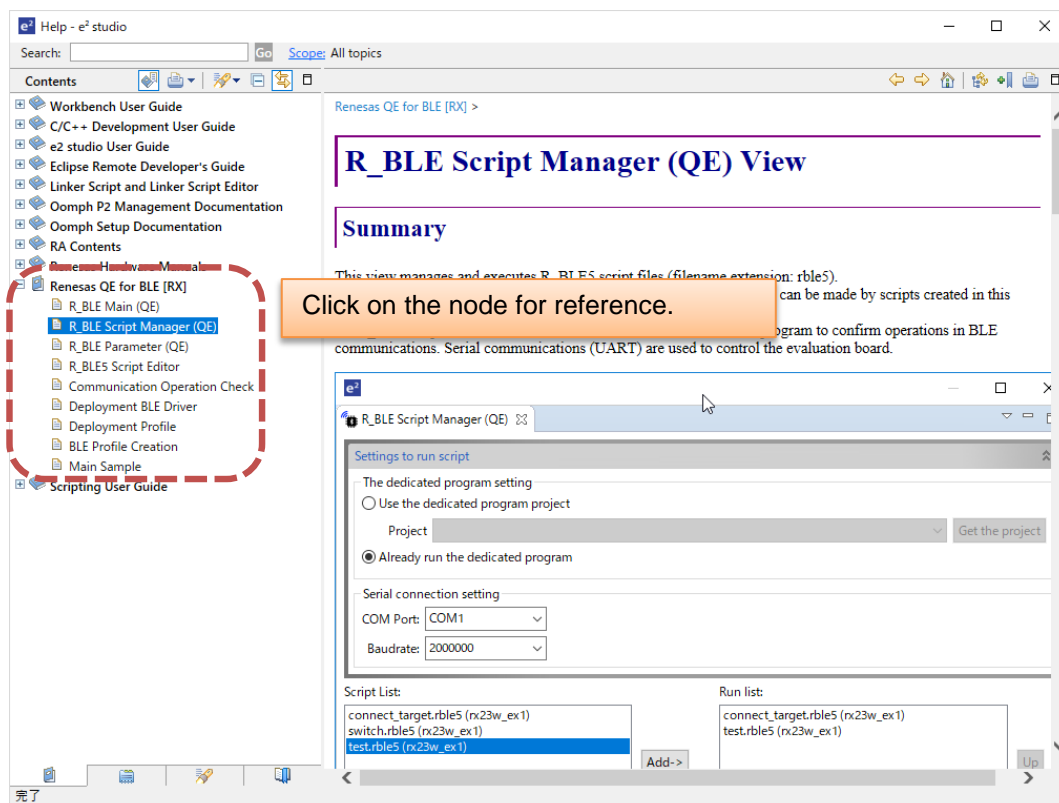 e² Help - e² studio
Search: Go Scope: All topics
Contents
Workbench User Guide
C/C++ Development User Guide
e2 studio User Guide
Eclipse Remote Developer's Guide
Linker Script and Linker Script Editor
Oomph P2 Management Documentation
Oomph Setup Documentation
RA Contents
Renesas Hardware Manuals
Renesas QE for BLE [RX]
R_BLE Main (QE)
R_BLE Script Manager (QE)
R_BLE Parameter (QE)
R_BLE5 Script Editor
Communication Operation Check
Deployment BLE Driver
Deployment Profile
BLE Profile Creation
Main Sample
Scripting User Guide
Renesas QE for BLE [RX] >
R_BLE Script Manager (QE) View
Summary
This view manages and executes R_BLE5 script files (filename extension: rble5).
can be made by scripts created in this
Click on the node for reference.
to confirm operations in BLE
communications. Serial communications (UART) are used to control the evaluation board.
e²
R_BLE Script Manager (QE)
Settings to run script
The dedicated program setting
Use the dedicated program project
Project Get the project
Already run the dedicated program
Serial connection setting
COM Port: COM1
Baudrate: 2000000
Script List: Run list:
connect_target.rble5 (rx23w_ex1) connect_target.rble5 (rx23w_ex1)
switch.rble5 (rx23w_ex1) test.rble5 (rx23w_ex1)
test.rble5 (rx23w_ex1)
Add-> Up
完了